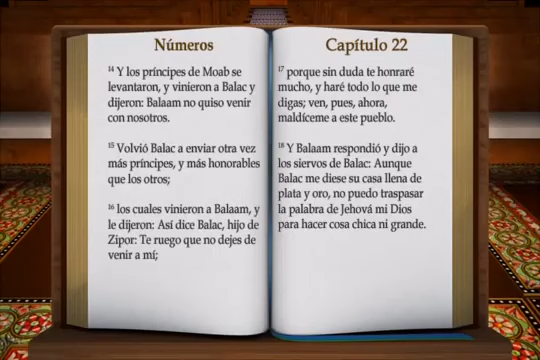 Números
14 Y los príncipes de Moab se
levantaron, y vinieron a Balac y
dijeron: Balaam no quiso venir
con nosotros.
15 Volvió Balac a enviar otra vez
más príncipes, y más honorables
que los otros;
16 los cuales vinieron a Balaam, y
le dijeron: Así dice Balac, hijo de
Zipor: Te ruego que no dejes de
venir a mí;
Capítulo 22
17 porque sin duda te honraré
mucho, y haré todo lo que me
digas; ven, pues, ahora,
maldíceme a este pueblo.
18 Y Balaam respondió y dijo a
los siervos de Balac: Aunque
Balac me diese su casa llena de
plata y oro, no puedo traspasar
la palabra de Jehová mi Dios
para hacer cosa chica ni grande.